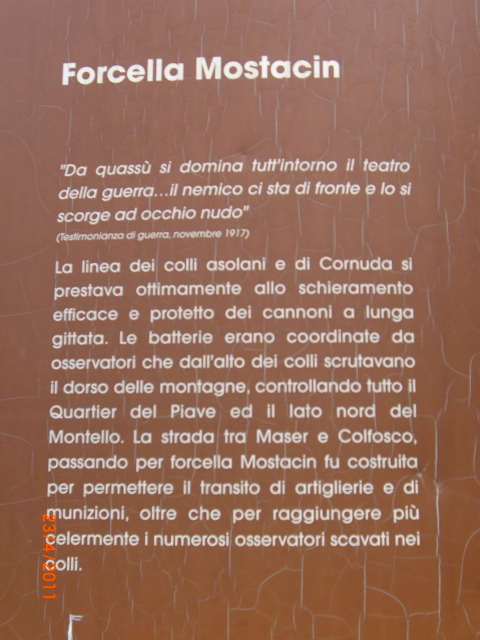 Forcella Mostacin
"Da quassù si domina tutt'intorno il teatro
della guerra...il nemico ci sta di fronte e lo si
scorge ad occhio nudo"
(Testimonianza di guerra, novembre 1917)
La linea dei colli asolani e di Cornuda si
prestava ottimamente allo schieramento
efficace e protetto dei cannoni a lunga
gittata. Le batterie erano coordinate da
osservatori che dall'alto dei colli scrutavano
il dorso delle montagne, controllando tutto il
Quartier del Piave ed il lato nord del
Montello. La strada tra Maser e Colfosco,
passando per forcella Mostacin fu costruita
per permettere il transito di artiglierie e di
munizioni, oltre che per raggiungere più
celermente i numerosi osservatori scavati nei
colli.
23/4/2011